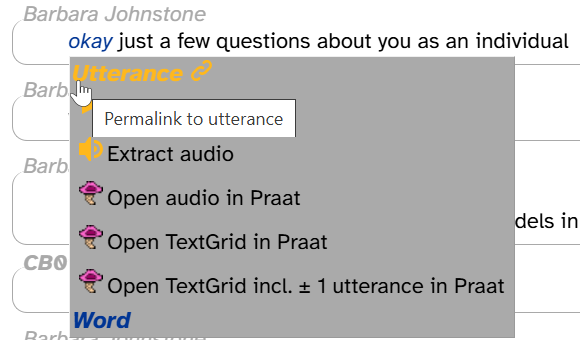 Barbara Johnstone
okay just a few questions about you as an individual
Utterance
Barb
Permalink to utterance
Extract audio
Barb
Open audio in Praat
dels in
Open TextGrid in Praat
CB0
Open TextGrid incl. ± 1 utterance in Praat
Word
Barbara Johnstone